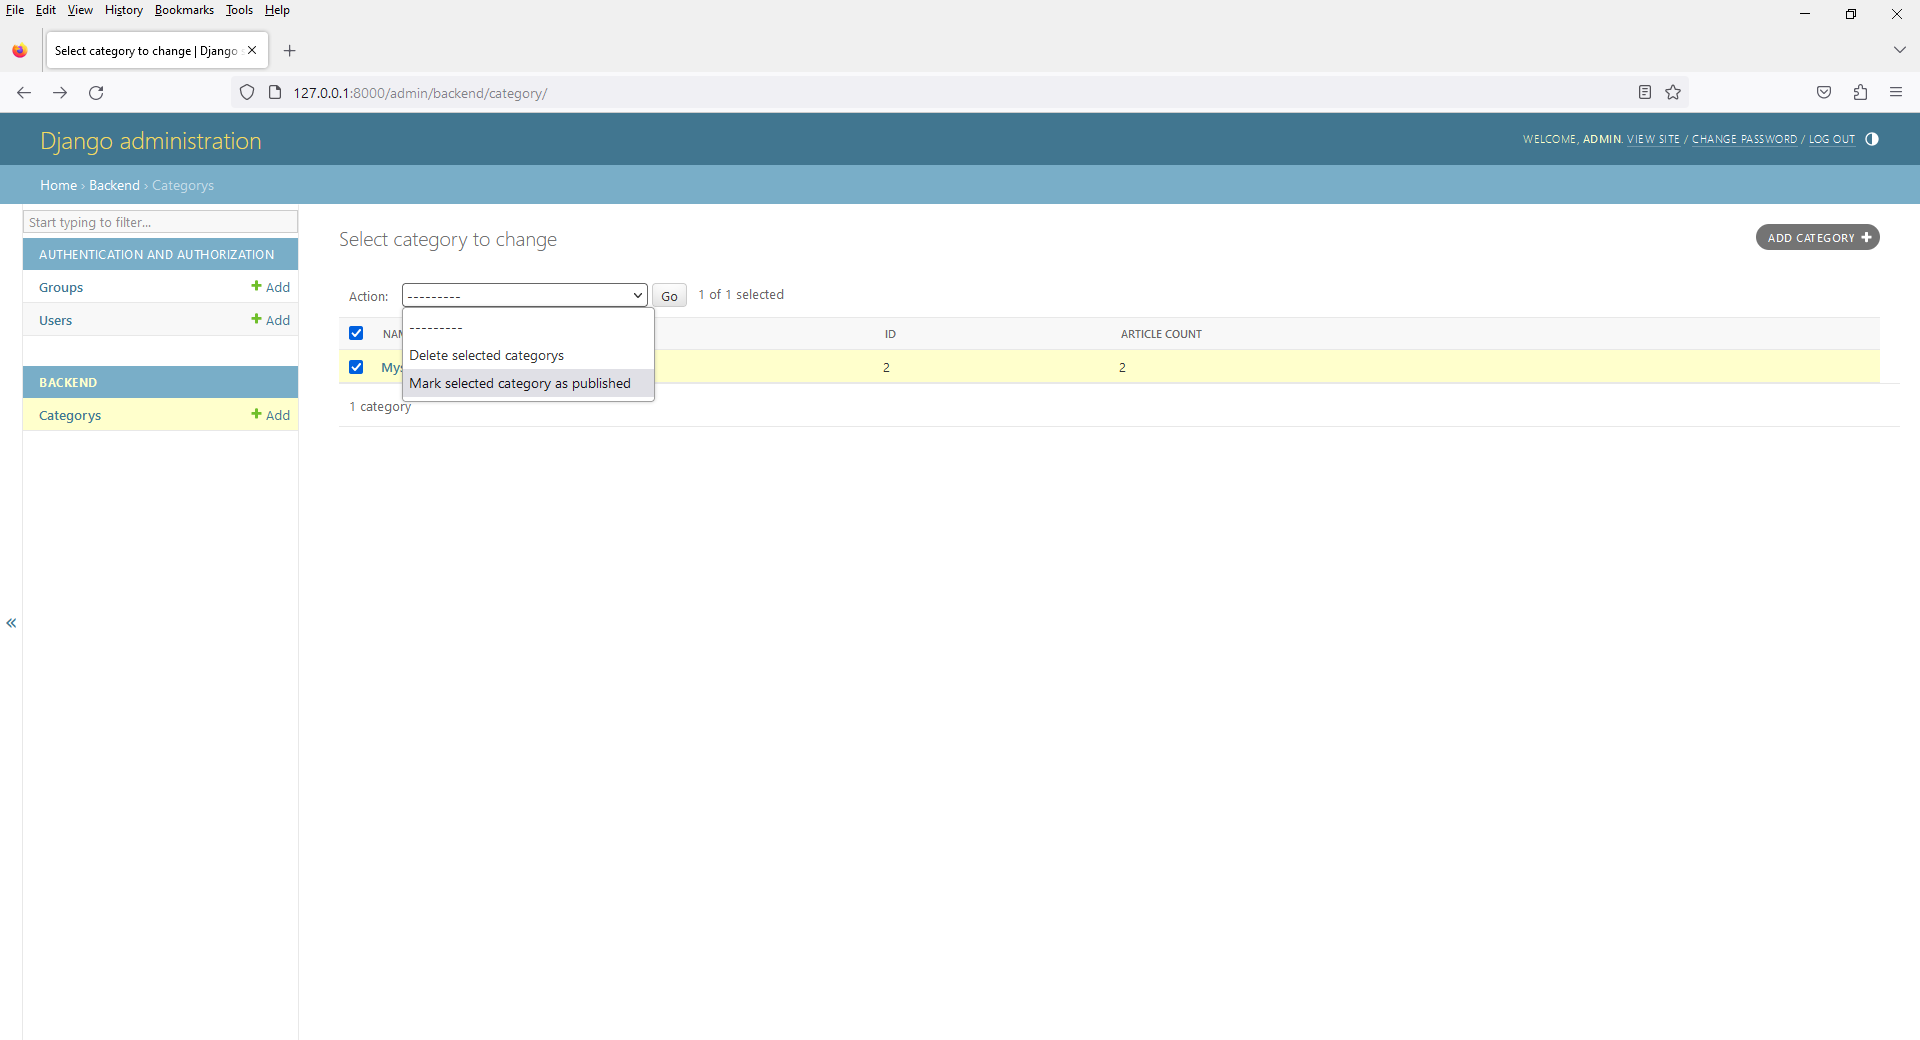 File Edit View History Bookmarks Tools Help
Select category to change | Django
127.0.0.1:8000/admin/backend/category/
Django administration
WELCOME, ADMIN. VIEW SITE / CHANGE PASSWORD / LOG OUT
Home › Backend › Categorys
Start typing to filter...
AUTHENTICATION AND AUTHORIZATION
Groups + Add
Users + Add
BACKEND
Categorys + Add
Select category to change
ADD CATEGORY +
Action: --------- Go 1 of 1 selected
---------
Delete selected categorys
Mark selected category as published
ID ARTICLE COUNT
2 2
1 category